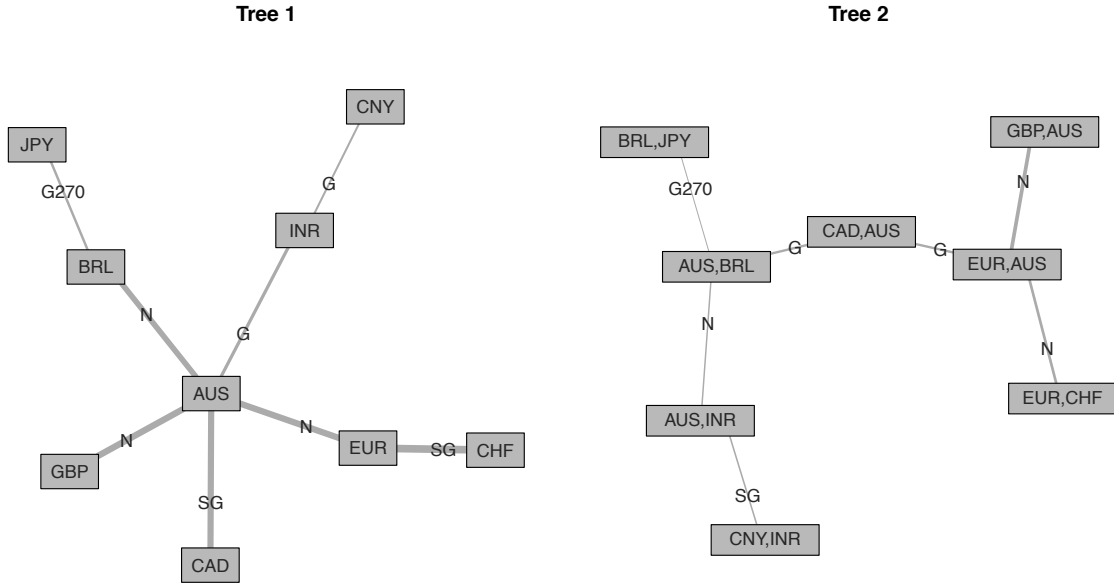 Tree 1
Tree 2
CNY
JPY
G270
G
INR
BRL
N
G
AUS
N
N
EUR
SG
CHF
GBP
SG
CAD
GBP,AUS
BRL,JPY
G270
N
CAD,AUS
G
G
AUS,BRL
EUR,AUS
N
N
EUR,CHF
AUS,INR
SG
CNY,INR